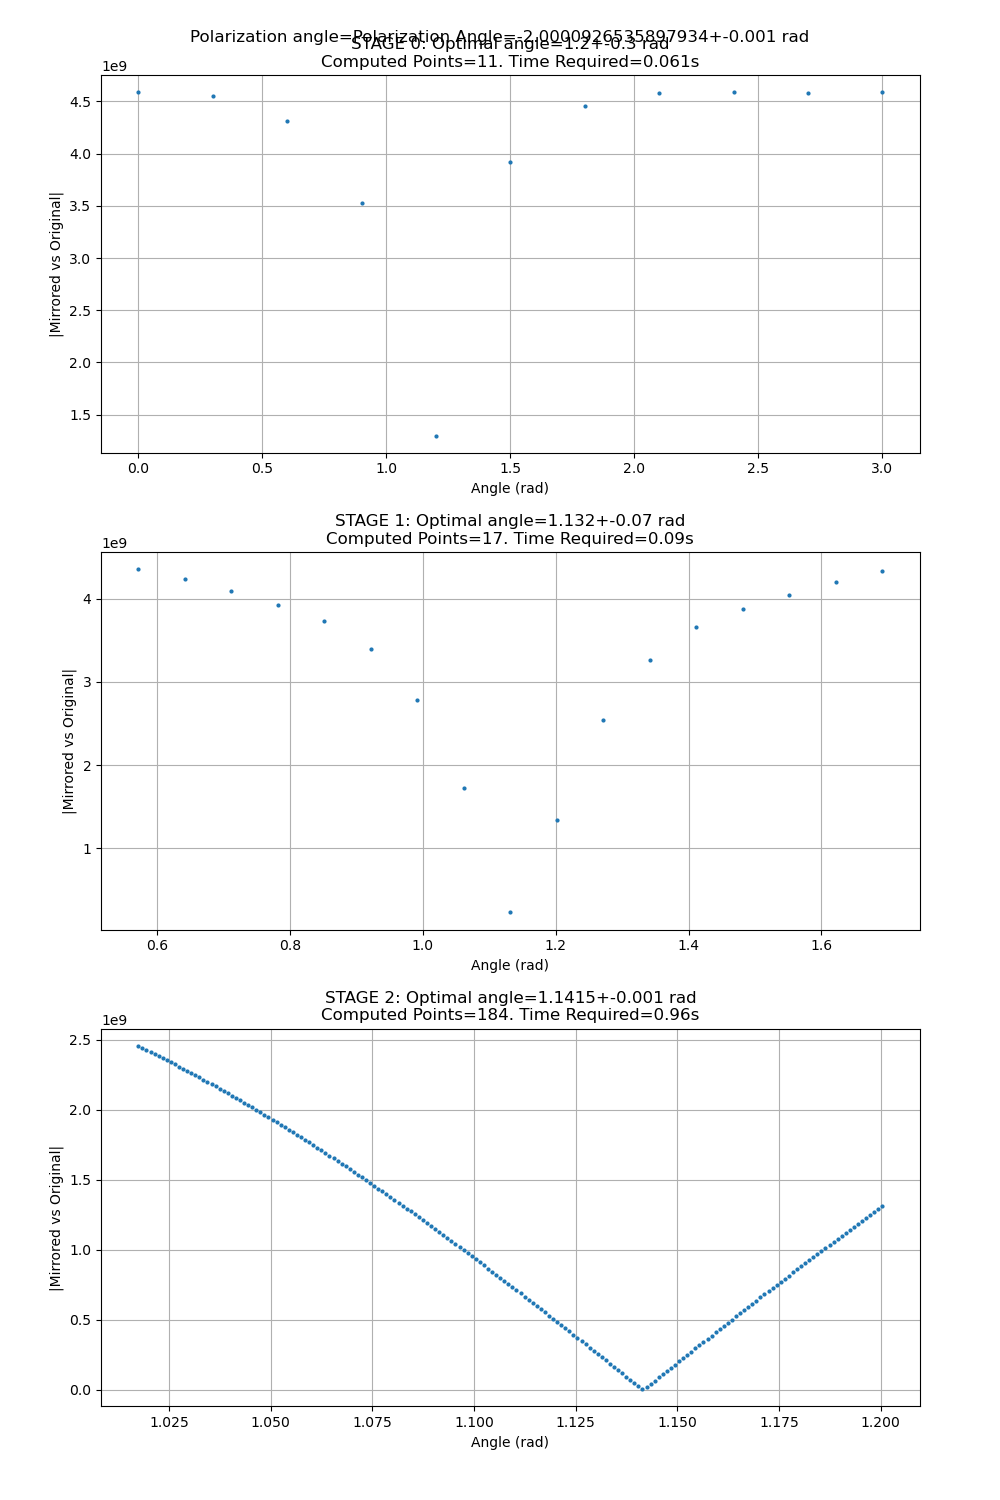 Polarization angle=Polarization Angle=-2.0000926535897934+-0.001 rad
STAGE 0: Optimal angle=1.2+-0.3 rad
Computed Points=11. Time Required=0.061s
1e9
4.5
4.0
3.5
3.0
2.5
2.0
1.5
|Mirrored vs Original|
0.0 0.5 1.0 1.5 2.0 2.5 3.0
Angle (rad)
STAGE 1: Optimal angle=1.132+-0.07 rad
Computed Points=17. Time Required=0.09s
1e9
4
3
2
1
|Mirrored vs Original|
0.6 0.8 1.0 1.2 1.4 1.6
Angle (rad)
STAGE 2: Optimal angle=1.1415+-0.001 rad
Computed Points=184. Time Required=0.96s
1e9
2.5
2.0
1.5
1.0
0.5
0.0
|Mirrored vs Original|
1.025 1.050 1.075 1.100 1.125 1.150 1.175 1.200
Angle (rad)